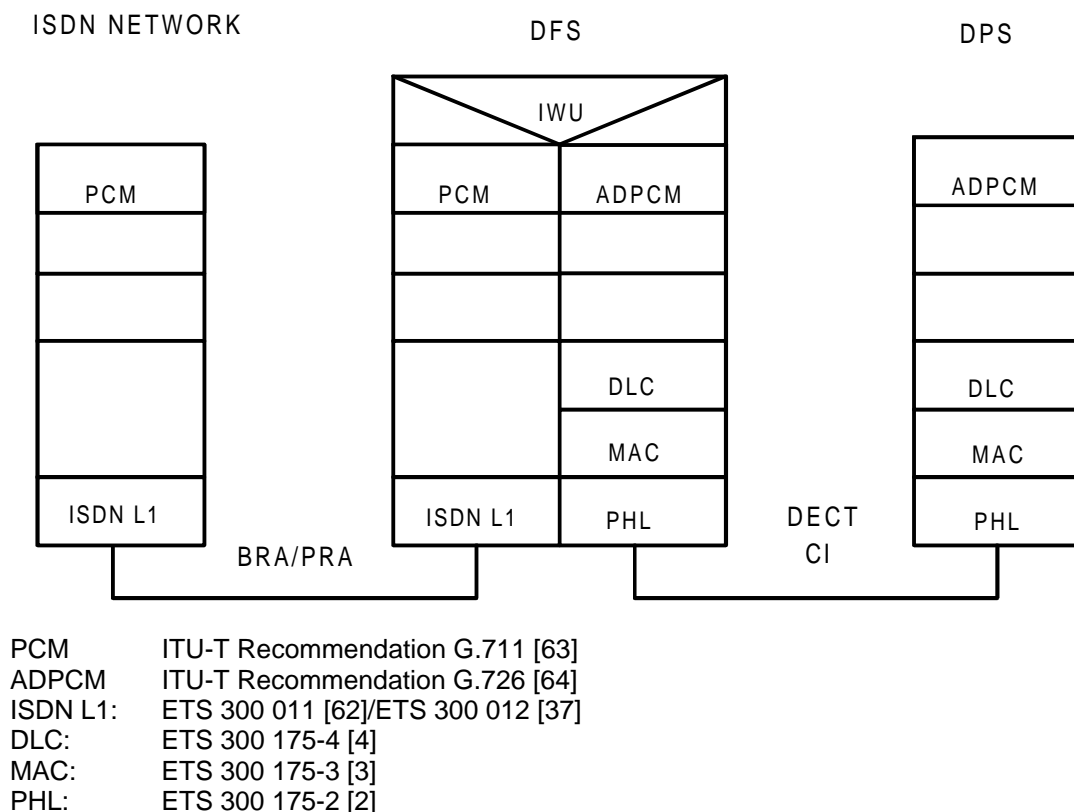 ISDN NETWORK
DFS
DPS
IWU
PCM
PCM
ADPCM
ADPCM
DLC
DLC
MAC
MAC
ISDN L1
ISDN L1
PHL
PHL
BRA/PRA
DECT
CI
PCM ITU-T Recommendation G.711 [63]
ADPCM ITU-T Recommendation G.726 [64]
ISDN L1: ETS 300 011 [62]/ETS 300 012 [37]
DLC: ETS 300 175-4 [4]
MAC: ETS 300 175-3 [3]
PHL: ETS 300 175-2 [2]